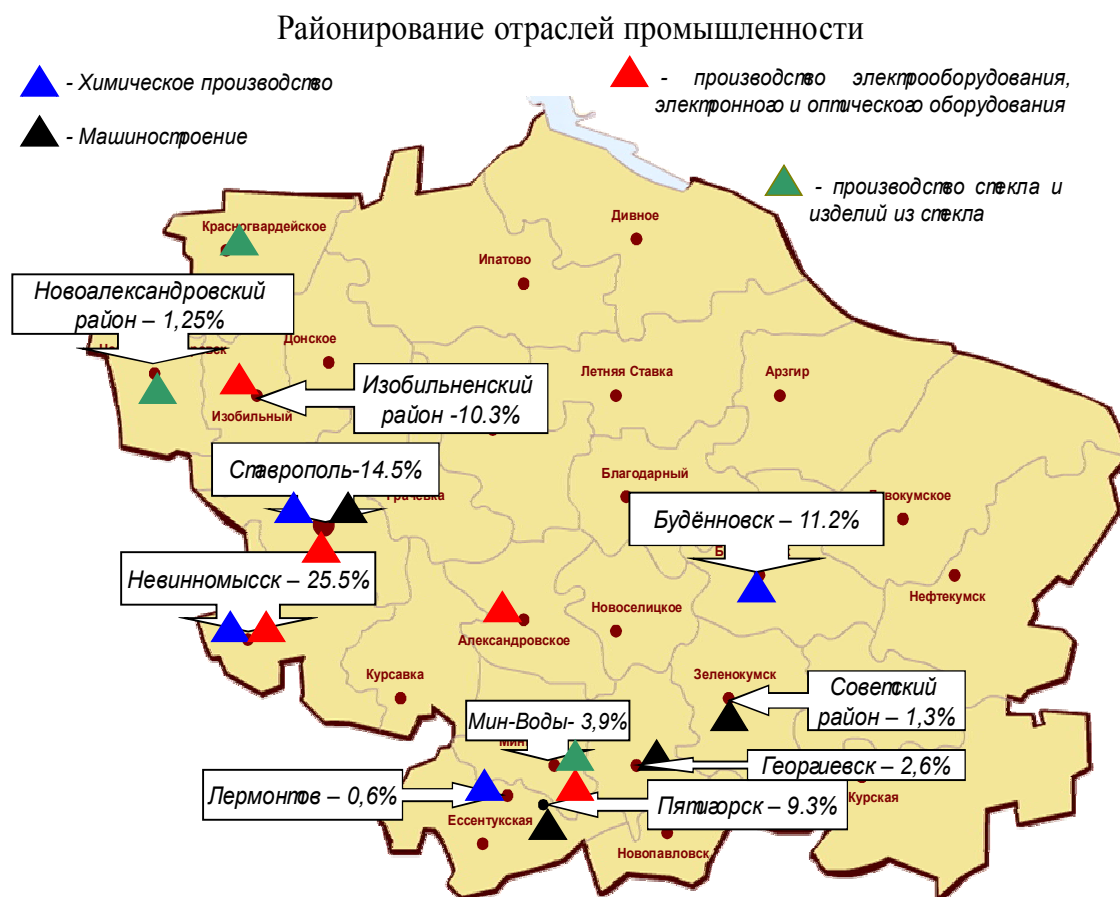 Районирование отраслей промышленности
- Химическое производство
- Машиностроение
- производство электрооборудования,
электронного и оптического оборудования
- производство стекла и
изделий из стекла
Красногвардейское
Дивное
Ипатово
Новоалександровский
район – 1,25%
Донское
Изобильненский
район -10.3%
Изобильный
Летняя Ставка
Арзгир
Ставрополь-14.5%
Благодарный
Будённовск – 11.2%
Невинномысск – 25.5%
Нефтекумск
Новоселицкое
Александровское
Курсавка
Зеленокумск
Советский
район – 1,3%
Мин-Воды- 3,9%
Георгиевск – 2,6%
Лермонтов – 0,6%
Пятигорск – 9.3%
Курская
Ессентукская
Новопавловск